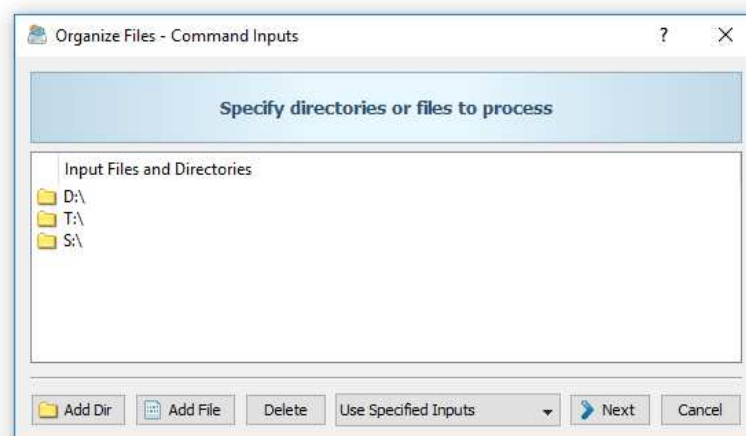 Organize Files - Command Inputs
?
Specify directories or files to process
Input Files and Directories
D:\
T:\
S:\
Add Dir Add File Delete Use Specified Inputs Next Cancel